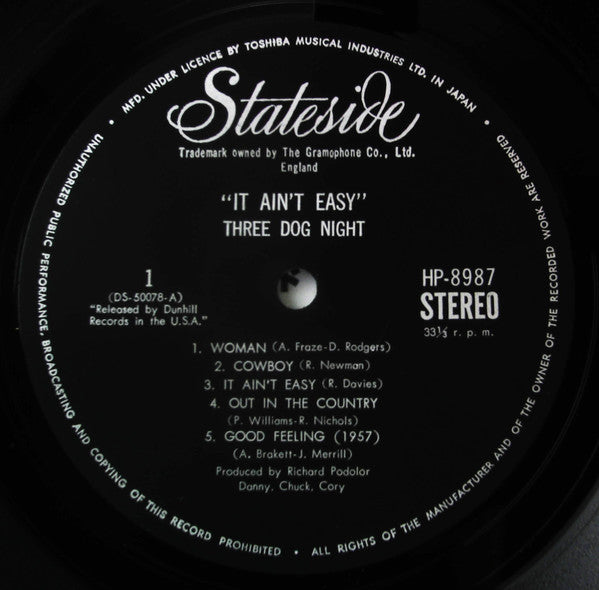 MFD. UNDER LICENCE BY TOSHIBA MUSICAL INDUSTRIES LTD. IN JAPAN •
Stateside
Trademark owned by The Gramophone Co., Ltd.
England
"IT AIN'T EASY"
THREE DOG NIGHT
1
(DS-50078-A)
"Released by Dunhill
Records in the U.S.A."
HP-8987
STEREO
33⅓ r. p. m.
1. WOMAN (A. Fraze-D. Rodgers)
2. COWBOY (R. Newman)
3. IT AIN'T EASY (R. Davies)
4. OUT IN THE COUNTRY
(P. Williams-R. Nichols)
5. GOOD FEELING (1957)
(A. Brakett-J. Merrill)
Produced by Richard Podolor
Danny, Chuck, Cory
• UNAUTHORIZED PUBLIC PERFORMANCE, BROADCASTING AND COPYING OF THIS RECORD PROHIBITED • ALL RIGHTS OF THE MANUFACTURER AND OF THE OWNER OF THE RECORDED WORK ARE RESERVED •